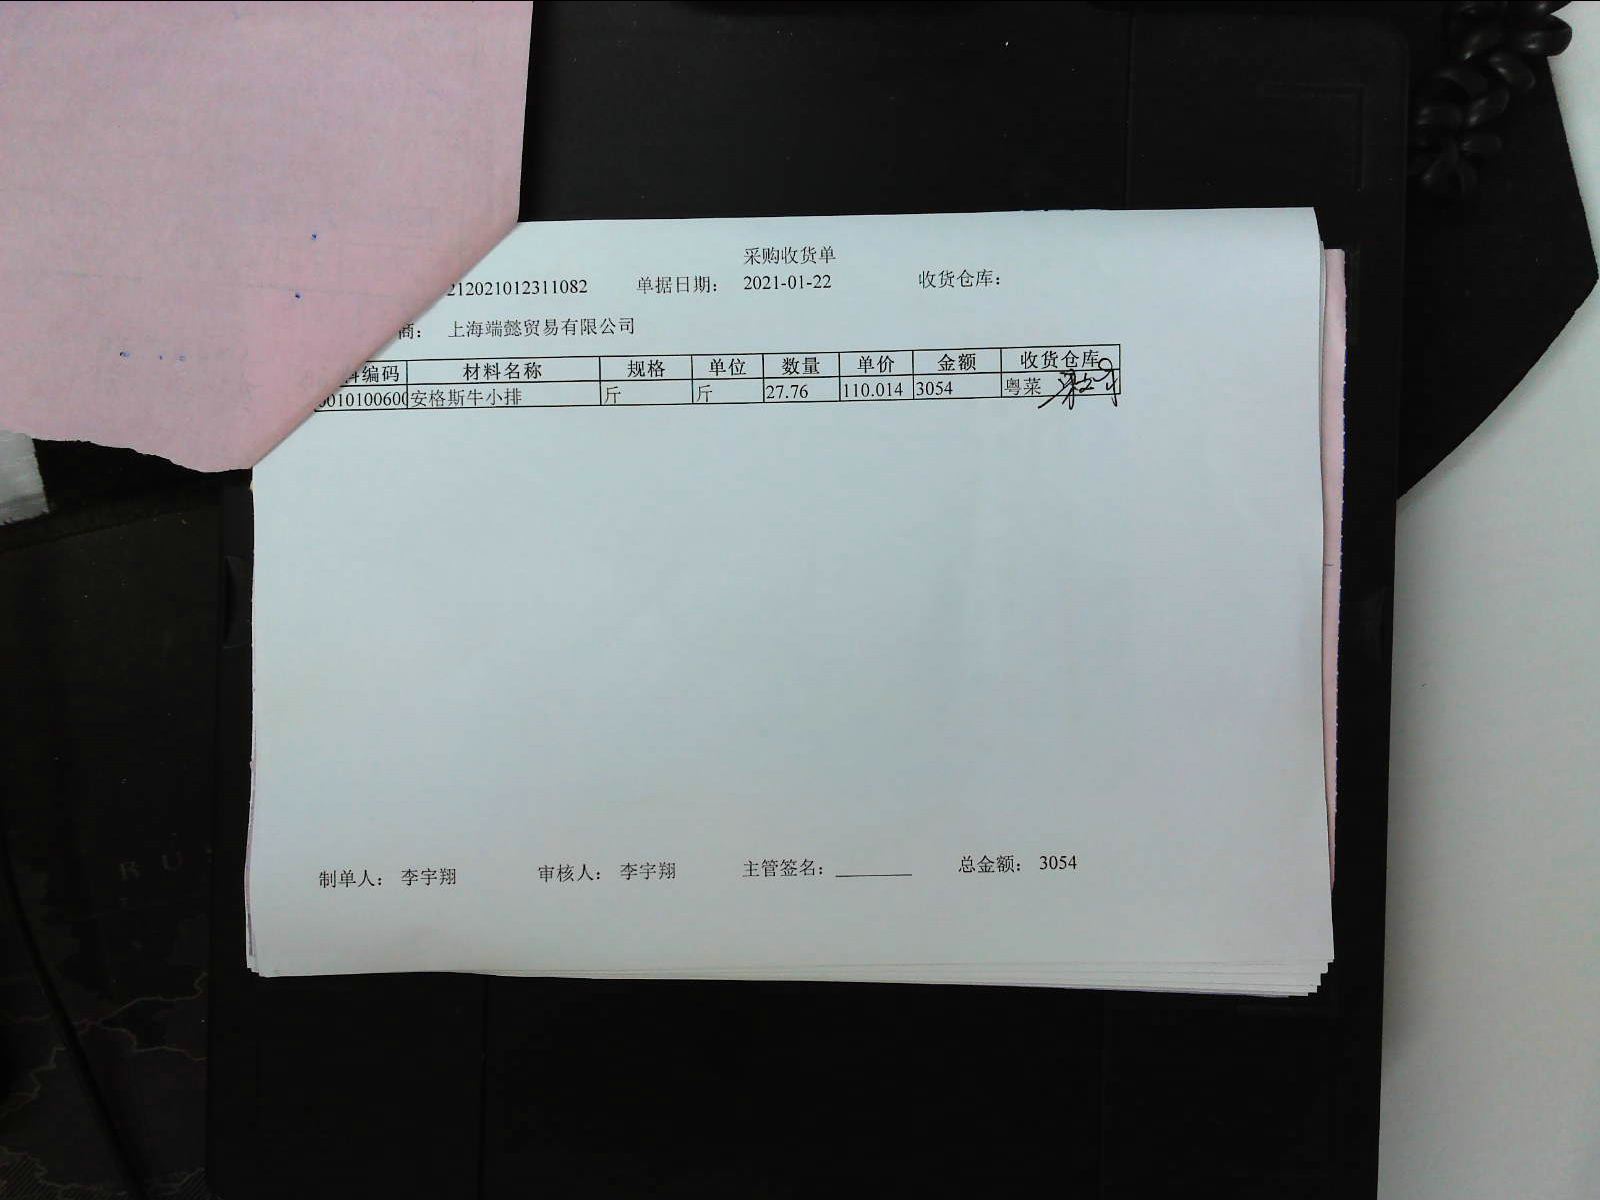 采购收货单
212021012311082 单据日期： 2021-01-22 收货仓库：
商： 上海端懿贸易有限公司
编码 材料名称 规格 单位 数量 单价 金额 收货仓库
0010100600 安格斯牛小排 斤 斤 27.76 110.014 3054 粤菜
制单人： 李宇翔 审核人： 李宇翔 主管签名：________ 总金额： 3054